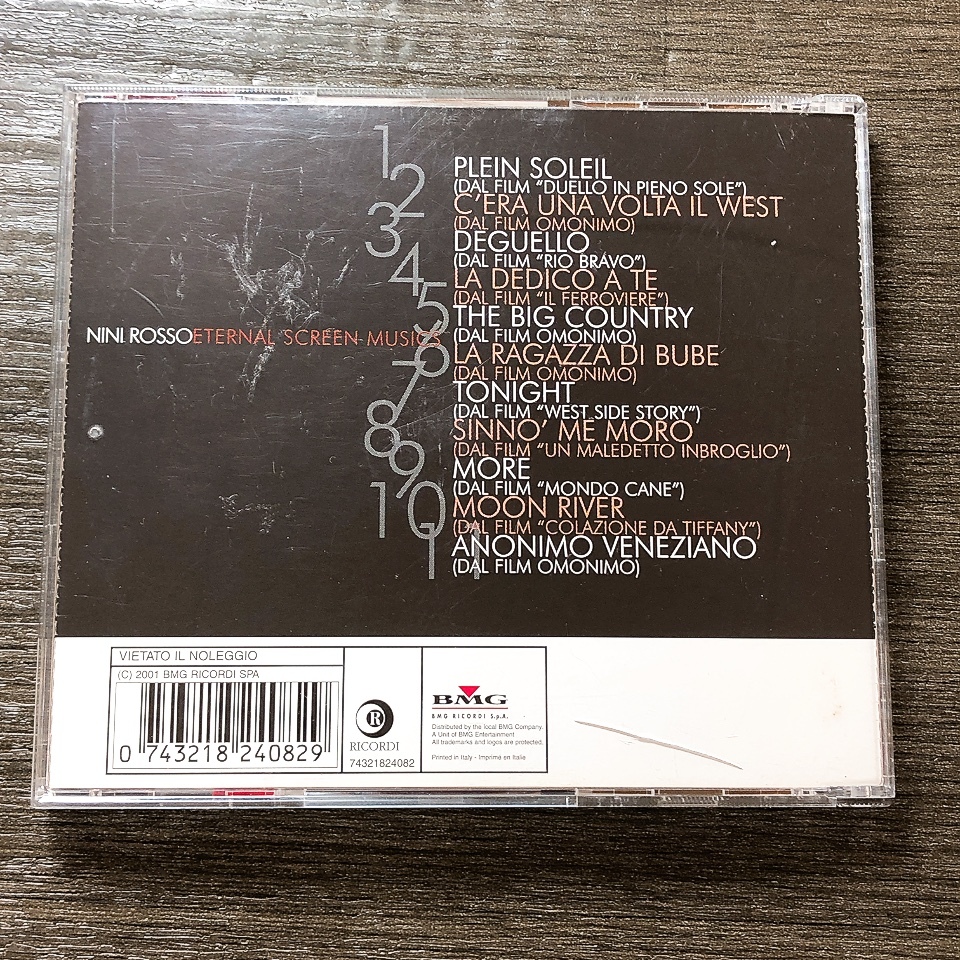 1
2
3
4
5
6
7
8
9
10
11
PLEIN SOLEIL
(DAL FILM "DUELLO IN PIENO SOLE")
C'ERA UNA VOLTA IL WEST
(DAL FILM OMONIMO)
DEGUELLO
(DAL FILM "RIO BRAVO")
LA DEDICO A TE
(DAL FILM "IL FERROVIERE")
THE BIG COUNTRY
(DAL FILM OMONIMO)
LA RAGAZZA DI BUBE
(DAL FILM OMONIMO)
TONIGHT
(DAL FILM "WEST SIDE STORY")
SINNO' ME MORO
(DAL FILM "UN MALEDETTO INBROGLIO")
MORE
(DAL FILM "MONDO CANE")
MOON RIVER
(DAL FILM "COLAZIONE DA TIFFANY")
ANONIMO VENEZIANO
(DAL FILM OMONIMO)
NINI ROSSO ETERNAL SCREEN MUSICS
VIETATO IL NOLEGGIO
(C) 2001 BMG RICORDI SPA
0 743218 240829
R
RICORDI
74321824082
BMG
BMG RICORDI S.p.A.
Distributed by the local BMG Company.
A Unit of BMG Entertainment
All trademarks and logos are protected.
Printed in Italy - Imprimé en Italie